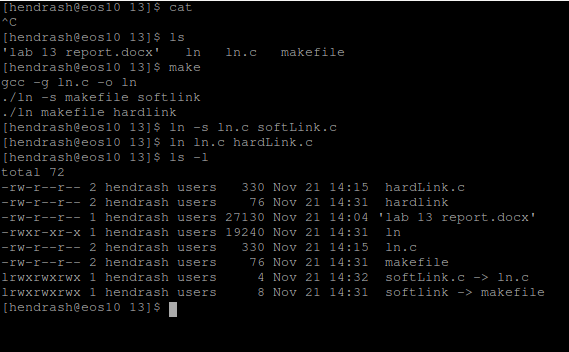 [hendrash@eos10 13]$ cat
^C
[hendrash@eos10 13]$ ls
'lab 13 report.docx'   ln   ln.c   makefile
[hendrash@eos10 13]$ make
gcc -g ln.c -o ln
./ln -s makefile softlink
./ln makefile hardlink
[hendrash@eos10 13]$ ln -s ln.c softLink.c
[hendrash@eos10 13]$ ln ln.c hardLink.c
[hendrash@eos10 13]$ ls -l
total 72
-rw-r--r-- 2 hendrash users   330 Nov 21 14:15  hardLink.c
-rw-r--r-- 2 hendrash users    76 Nov 21 14:31  hardlink
-rw-r--r-- 1 hendrash users 27130 Nov 21 14:04 'lab 13 report.docx'
-rwxr-xr-x 1 hendrash users 19240 Nov 21 14:31  ln
-rw-r--r-- 2 hendrash users   330 Nov 21 14:15  ln.c
-rw-r--r-- 2 hendrash users    76 Nov 21 14:31  makefile
lrwxrwxrwx 1 hendrash users     4 Nov 21 14:32  softLink.c -> ln.c
lrwxrwxrwx 1 hendrash users     8 Nov 21 14:31  softlink -> makefile
[hendrash@eos10 13]$